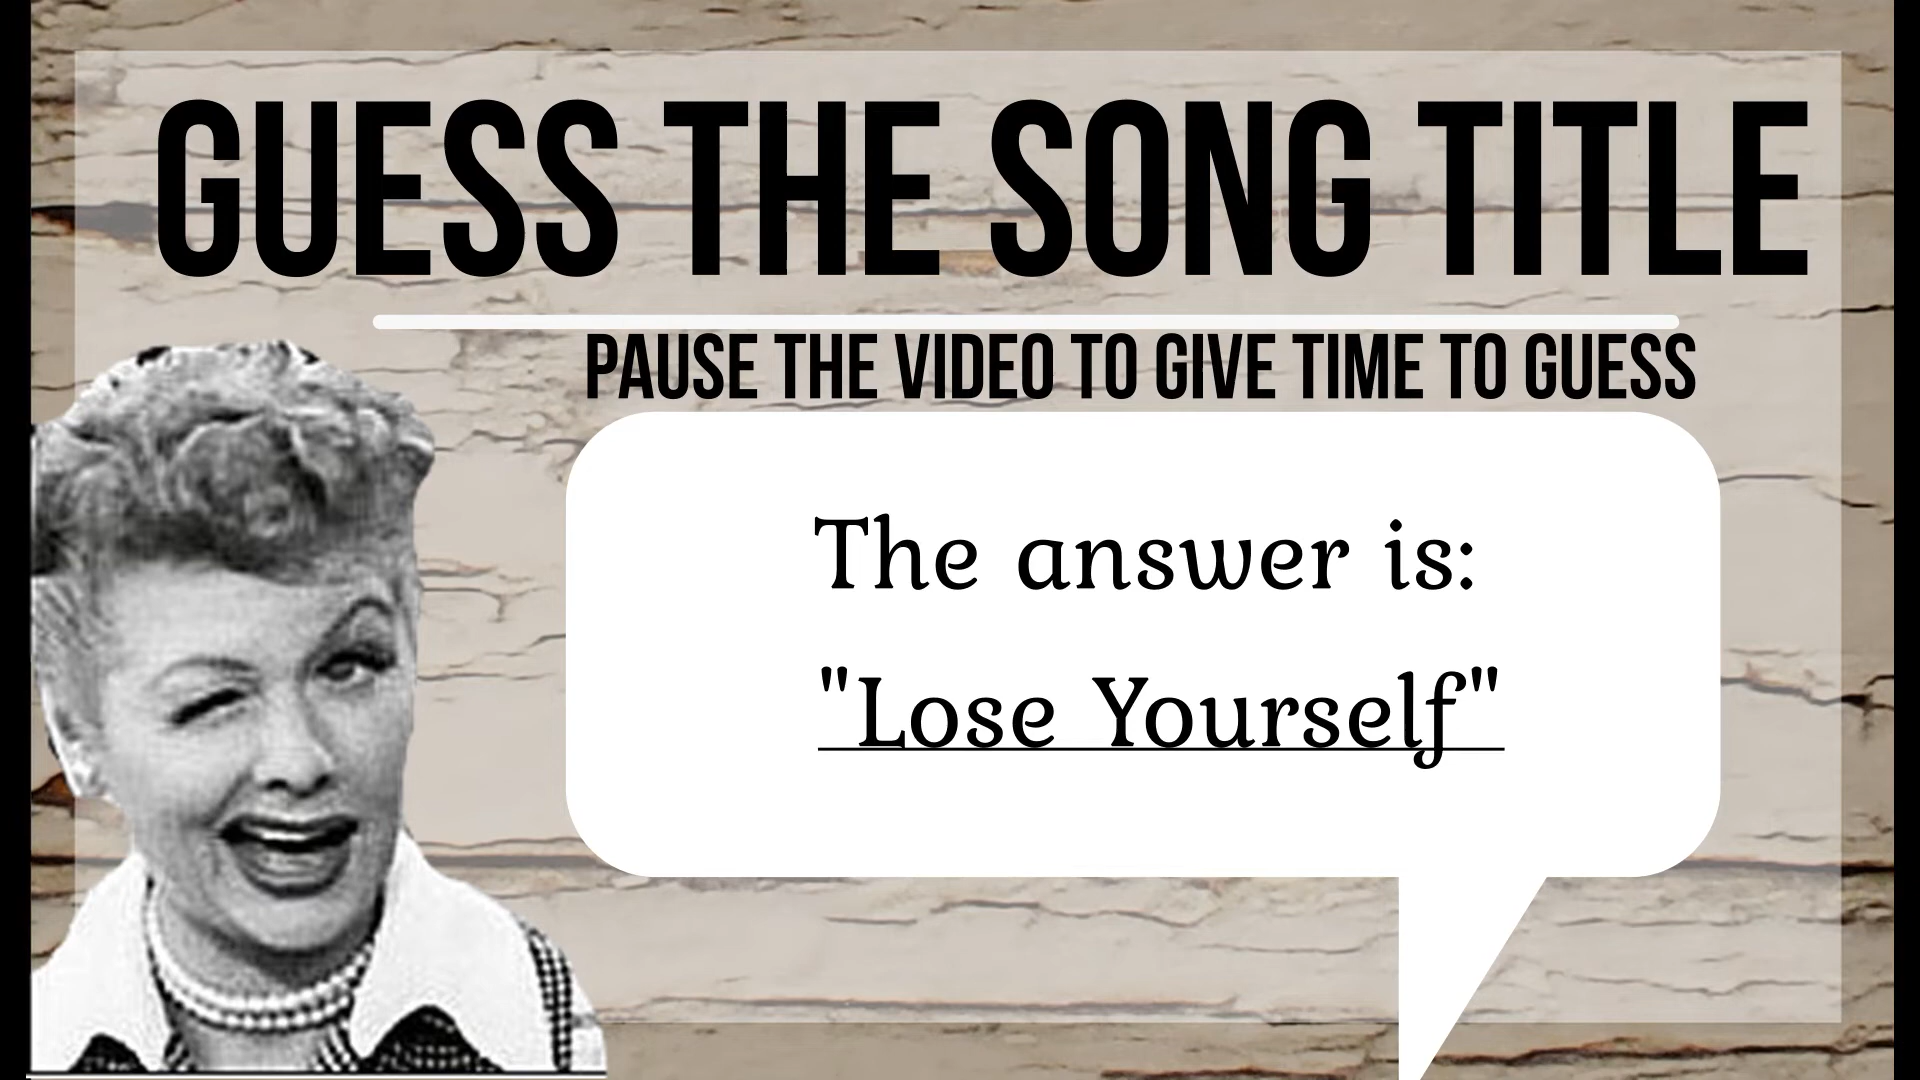 GUESS THE SONG TITLE
PAUSE THE VIDEO TO GIVE TIME TO GUESS
The answer is:
"Lose Yourself"